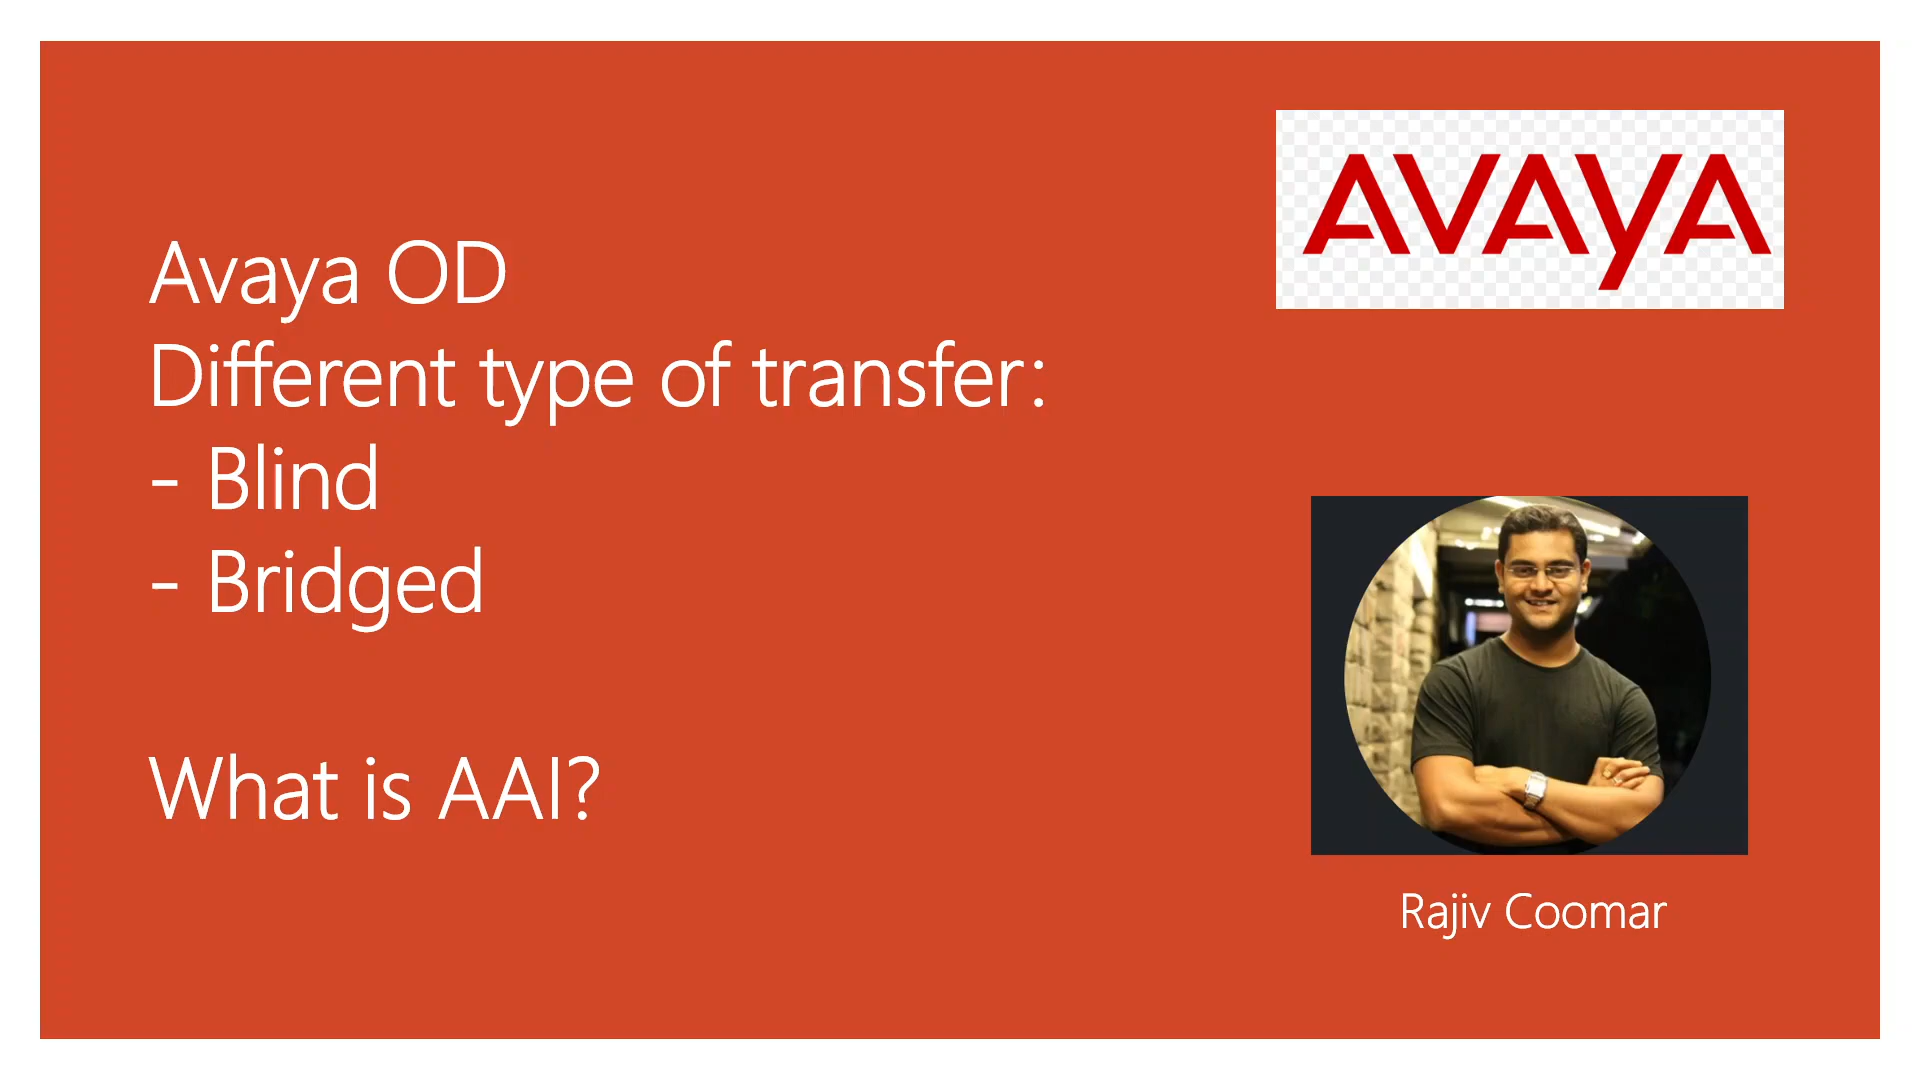 AVAYA
Avaya OD
Different type of transfer:
- Blind
- Bridged
What is AAI?
Rajiv Coomar